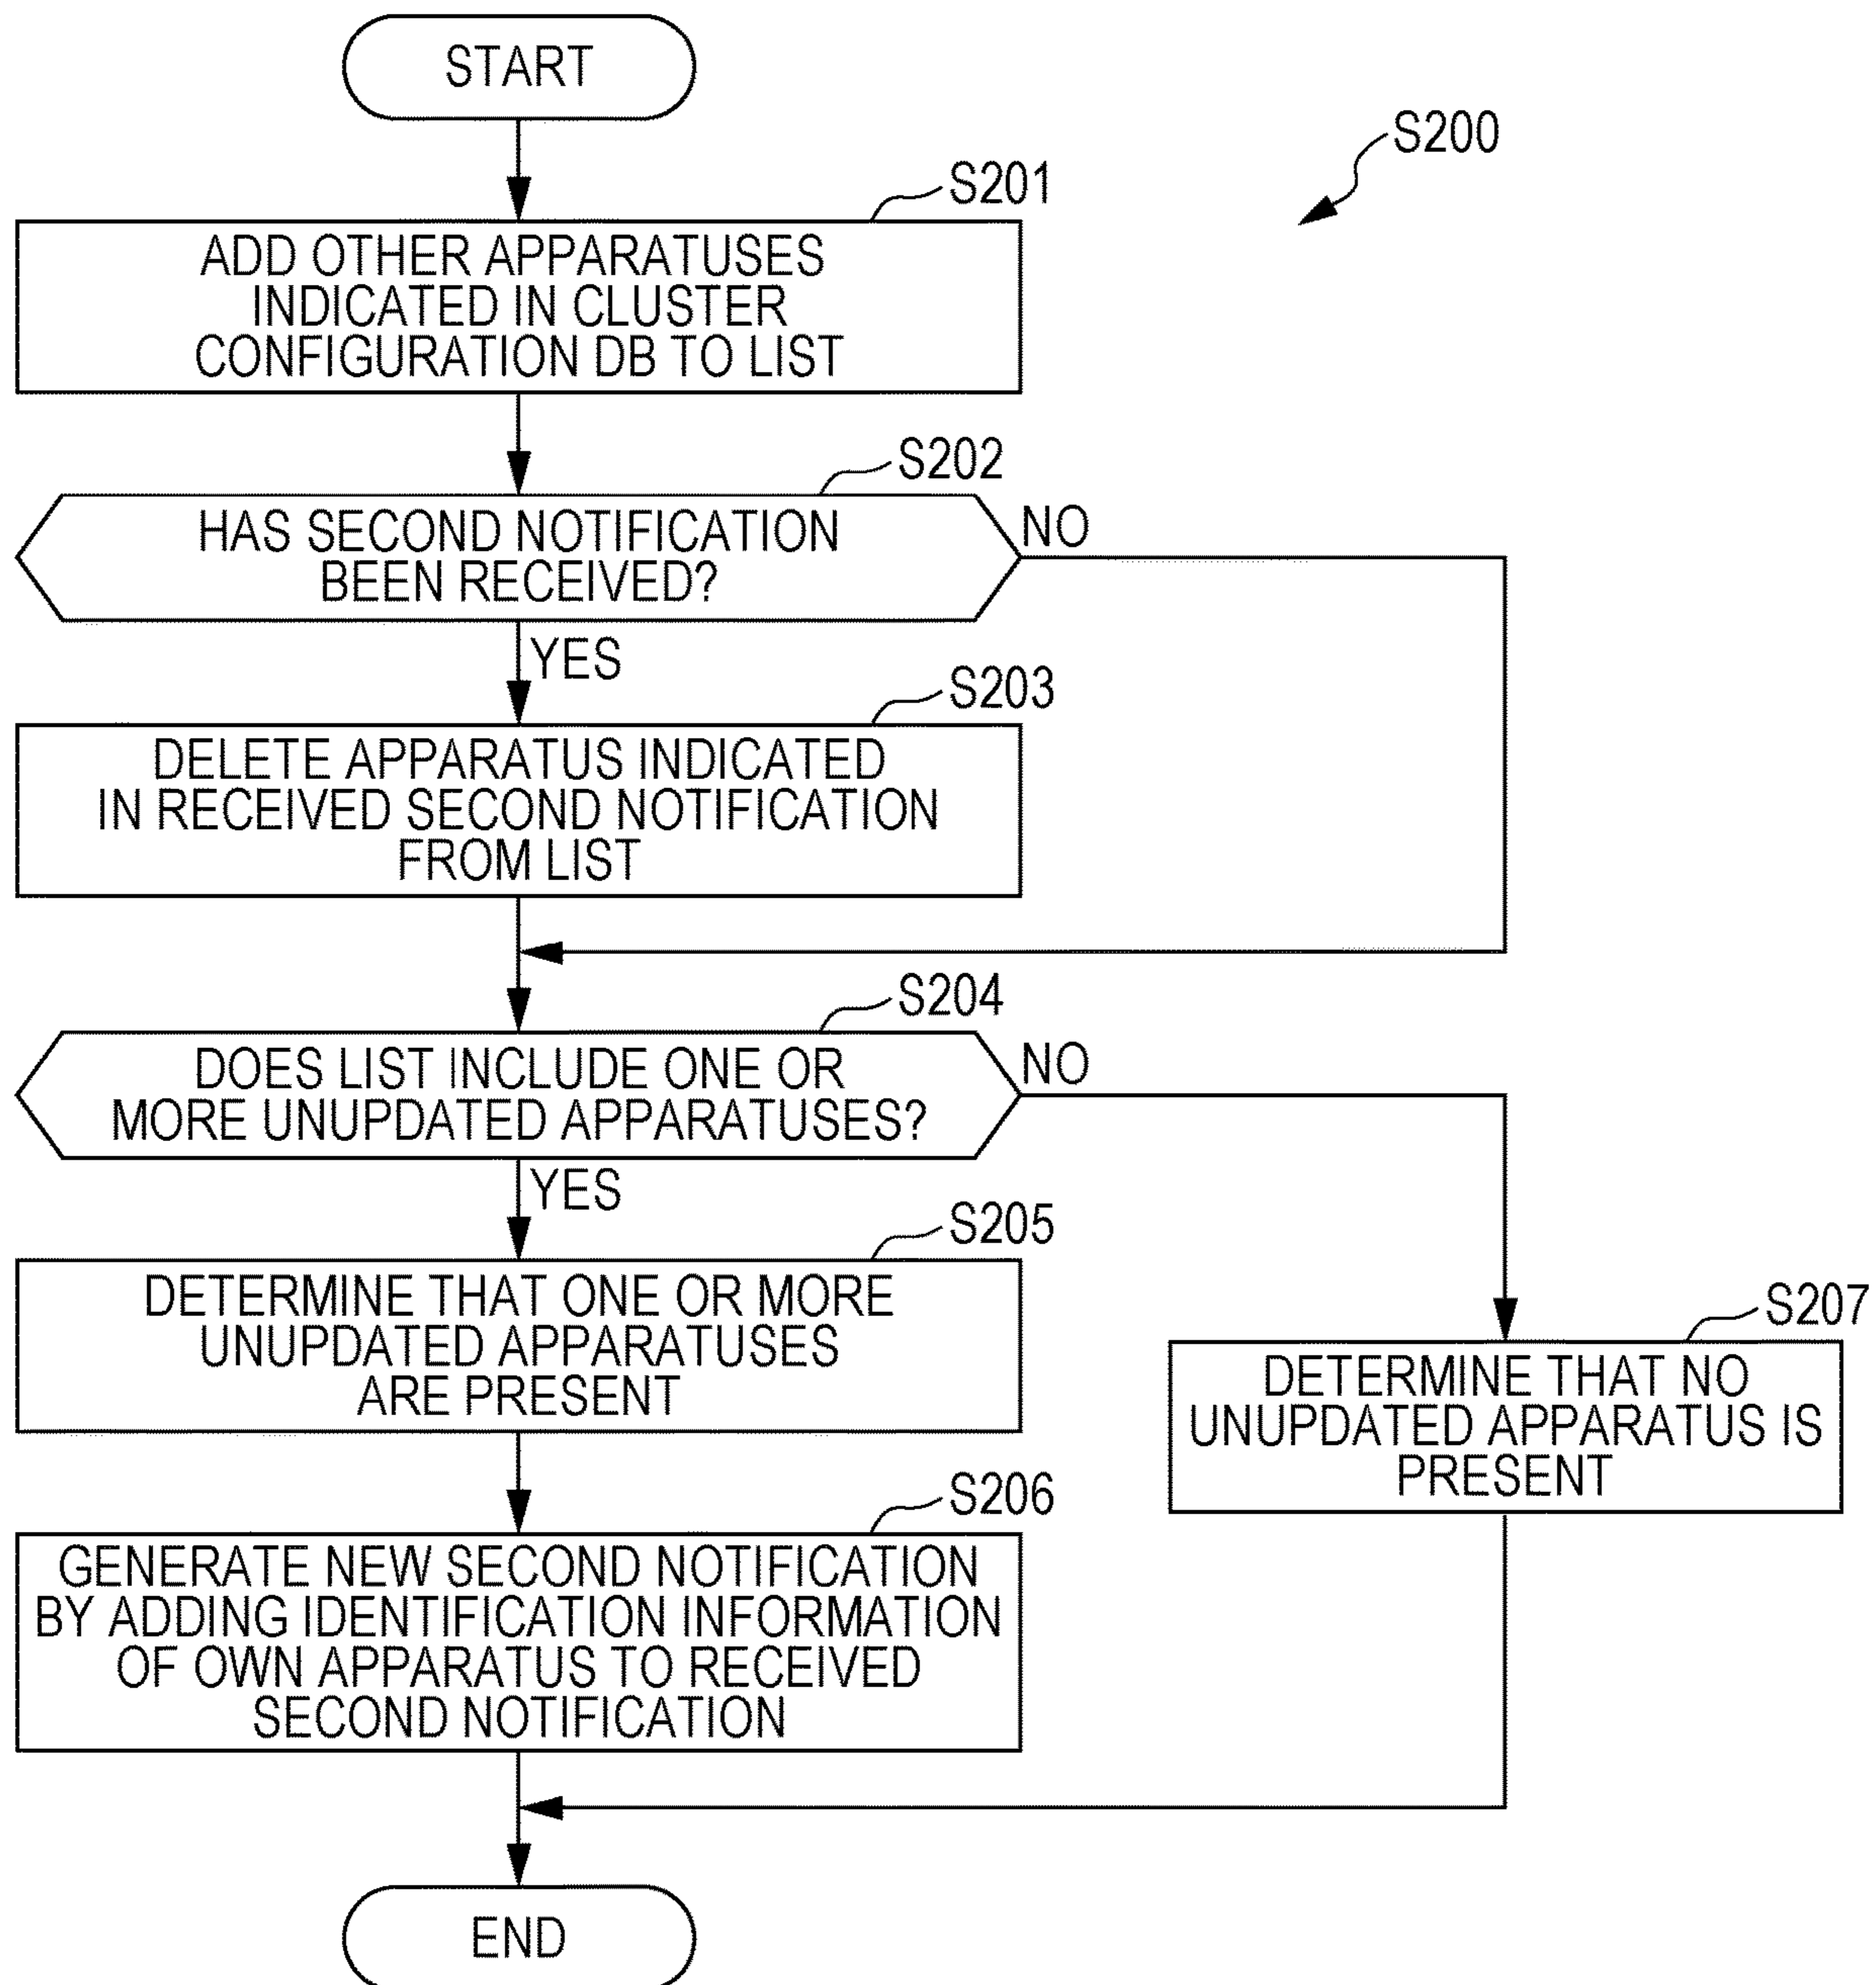 START
S200
S201
ADD OTHER APPARATUSES
INDICATED IN CLUSTER
CONFIGURATION DB TO LIST
S202
HAS SECOND NOTIFICATION
BEEN RECEIVED?
NO
YES
S203
DELETE APPARATUS INDICATED
IN RECEIVED SECOND NOTIFICATION
FROM LIST
S204
DOES LIST INCLUDE ONE OR
MORE UNUPDATED APPARATUSES?
NO
YES
S205
DETERMINE THAT ONE OR MORE
UNUPDATED APPARATUSES
ARE PRESENT
S207
DETERMINE THAT NO
UNUPDATED APPARATUS IS
PRESENT
S206
GENERATE NEW SECOND NOTIFICATION
BY ADDING IDENTIFICATION INFORMATION
OF OWN APPARATUS TO RECEIVED
SECOND NOTIFICATION
END